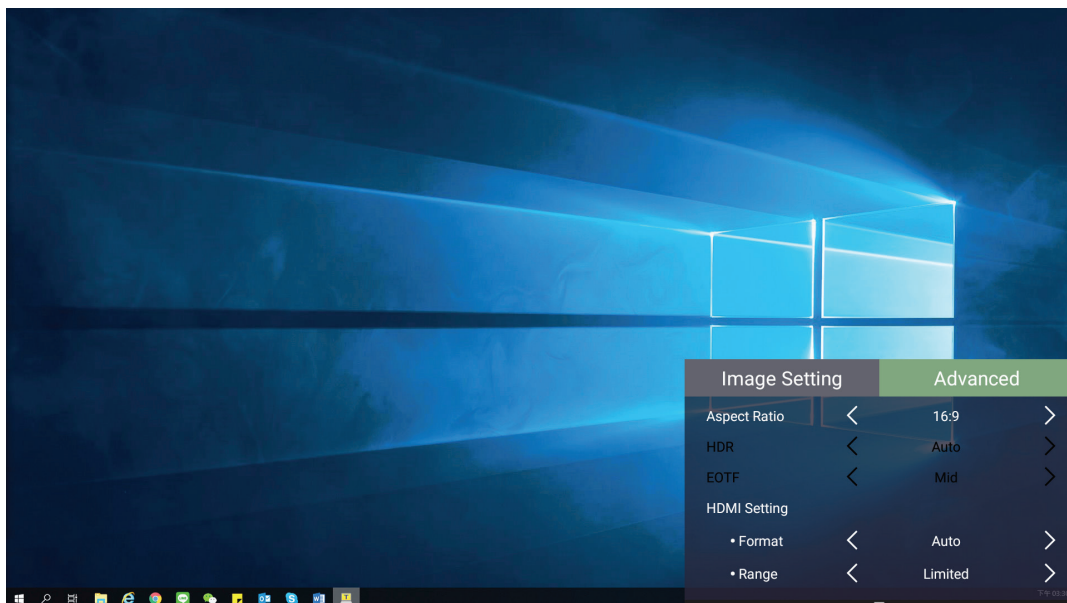 Image Setting Advanced
Aspect Ratio 16:9
HDR Auto
EOTF Mid
HDMI Setting
• Format Auto
• Range Limited